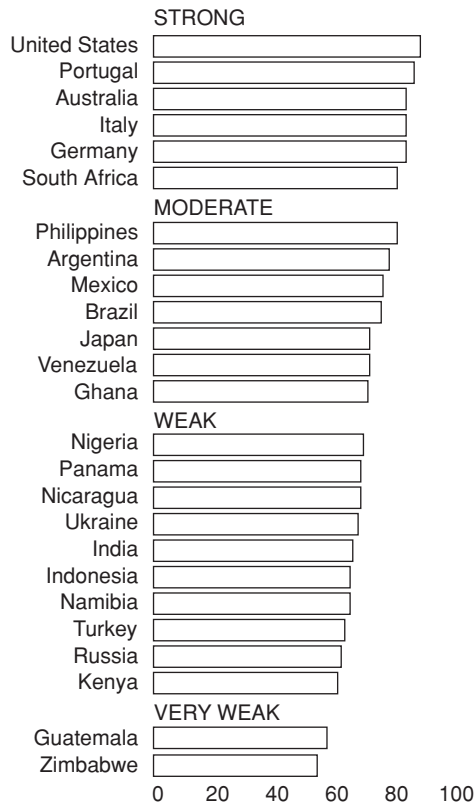 STRONG
United States
Portugal
Australia
Italy
Germany
South Africa
MODERATE
Philippines
Argentina
Mexico
Brazil
Japan
Venezuela
Ghana
WEAK
Nigeria
Panama
Nicaragua
Ukraine
India
Indonesia
Namibia
Turkey
Russia
Kenya
VERY WEAK
Guatemala
Zimbabwe
0 20 40 60 80 100